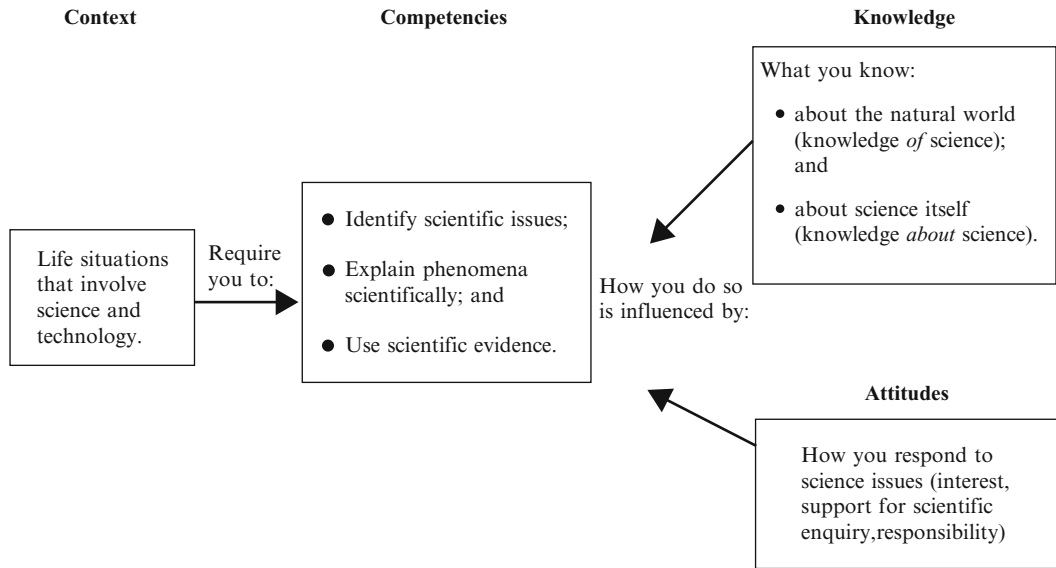 Context
Competencies
Knowledge
Life situations
that involve
science and
technology.
Require
you to:
● Identify scientific issues;
● Explain phenomena
scientifically; and
● Use scientific evidence.
How you do so
is influenced by:
What you know:
• about the natural world
(knowledge of science);
and
• about science itself
(knowledge about science).
Attitudes
How you respond to
science issues (interest,
support for scientific
enquiry,responsibility)